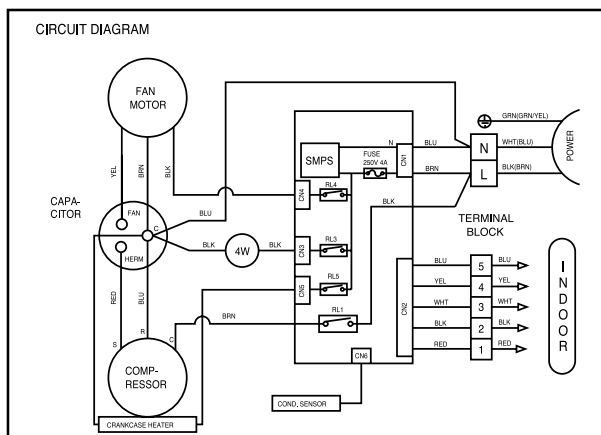 CIRCUIT DIAGRAM
FAN
MOTOR
YEL
BRN
BLK
CAPA-
CITOR
FAN
C
HERM
BLU
BLK
4W
BLK
RED
BLU
R
S
C
BRN
COMP-
RESSOR
CRANKCASE HEATER
SMPS
N
FUSE
250V 4A
CN1
RL4
CN4
RL3
CN3
RL5
CN5
RL1
CN2
CN6
COND. SENSOR
BLU
BRN
BLK
GRN(GRN/YEL)
N
WHT(BLU)
L
BLK(BRN)
POWER
TERMINAL
BLOCK
BLU 5 BLU
YEL 4 YEL
WHT 3 WHT
BLK 2 BLK
RED 1 RED
INDOOR